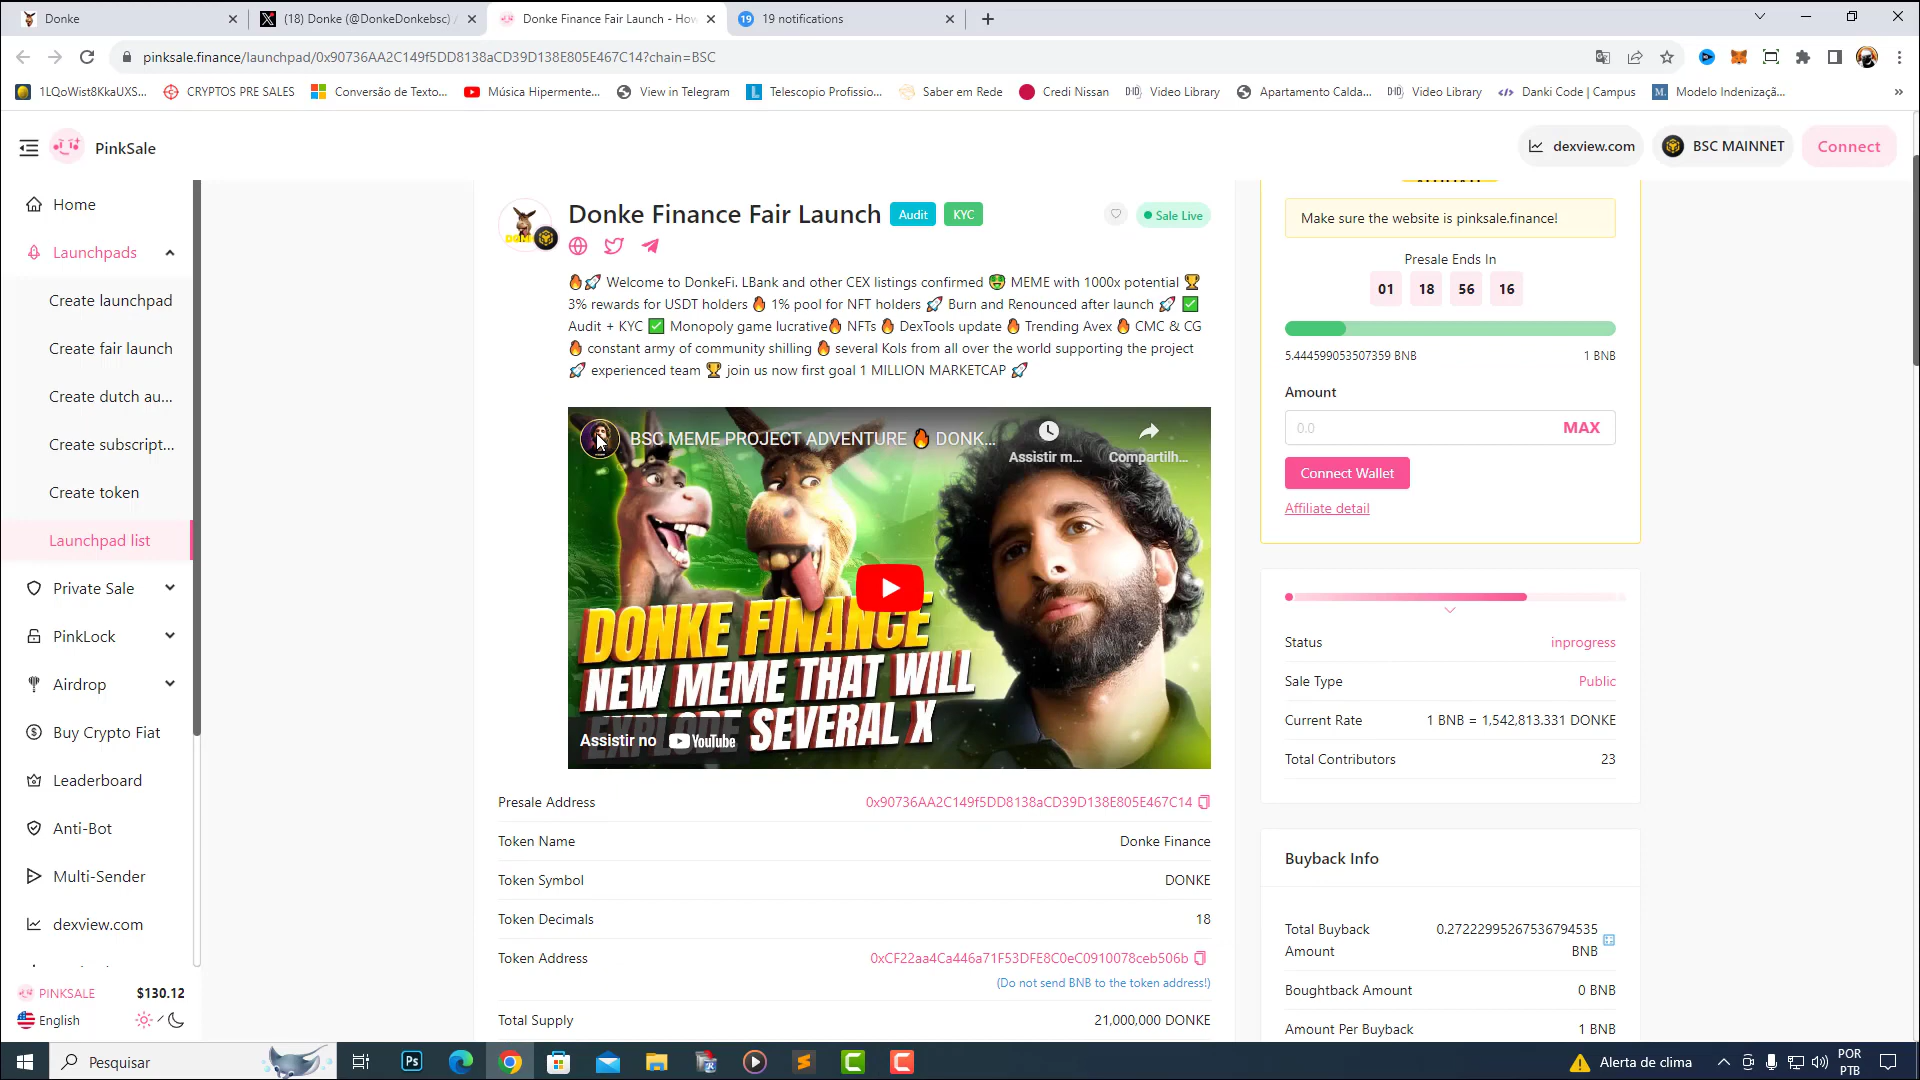 Donke
(18) Donke (@DonkeDonkebsc) /
Donke Finance Fair Launch - How
19
19 notifications
pinksale.finance/launchpad/0x90736AA2C149f5DD8138aCD39D138E805E467C14?chain=BSC
1LQoWist8KkaUXS...
CRYPTOS PRE SALES
Conversão de Texto...
Música Hipermente...
View in Telegram
Telescopio Profissio...
Saber em Rede
Credi Nissan
Video Library
Apartamento Calda...
Video Library
Danki Code | Campus
Modelo Indenizaçã...
PinkSale
dexview.com
BSC MAINNET
Connect
Home
Launchpads
Create launchpad
Create fair launch
Create dutch au...
Create subscript...
Create token
Launchpad list
Private Sale
PinkLock
Airdrop
Buy Crypto Fiat
Leaderboard
Anti-Bot
Multi-Sender
dexview.com
PINKSALE $130.12
English
Donke Finance Fair Launch
Audit
KYC
Sale Live
🔥🚀 Welcome to DonkeFi. LBank and other CEX listings confirmed 🤑 MEME with 1000x potential 🏆
3% rewards for USDT holders 🔥 1% pool for NFT holders 🚀 Burn and Renounced after launch 🚀 ✅
Audit + KYC ✅ Monopoly game lucrative🔥 NFTs 🔥 DexTools update 🔥 Trending Avex 🔥 CMC & CG
🔥 constant army of community shilling 🔥 several Kols from all over the world supporting the project
🚀 experienced team 🏆 join us now first goal 1 MILLION MARKETCAP 🚀
BSC MEME PROJECT ADVENTURE 🔥 DONK...
Assistir m...
Compartilh...
DONKE FINANCE
NEW MEME THAT WILL
EXPLODE SEVERAL X
Assistir no YouTube
Presale Address 0x90736AA2C149f5DD8138aCD39D138E805E467C14
Token Name Donke Finance
Token Symbol DONKE
Token Decimals 18
Token Address 0xCF22aa4Ca446a71F53DFE8C0eC0910078ceb506b
(Do not send BNB to the token address!)
Total Supply 21,000,000 DONKE
Make sure the website is pinksale.finance!
Presale Ends In
01 18 56 16
5.444599053507359 BNB 1 BNB
Amount
0.0 MAX
Connect Wallet
Affiliate detail
Status inprogress
Sale Type Public
Current Rate 1 BNB = 1,542,813.331 DONKE
Total Contributors 23
Buyback Info
Total Buyback 0.27222995267536794535
Amount BNB
Boughtback Amount 0 BNB
Amount Per Buyback 1 BNB
Pesquisar
Ps
Alerta de clima
POR
PTB